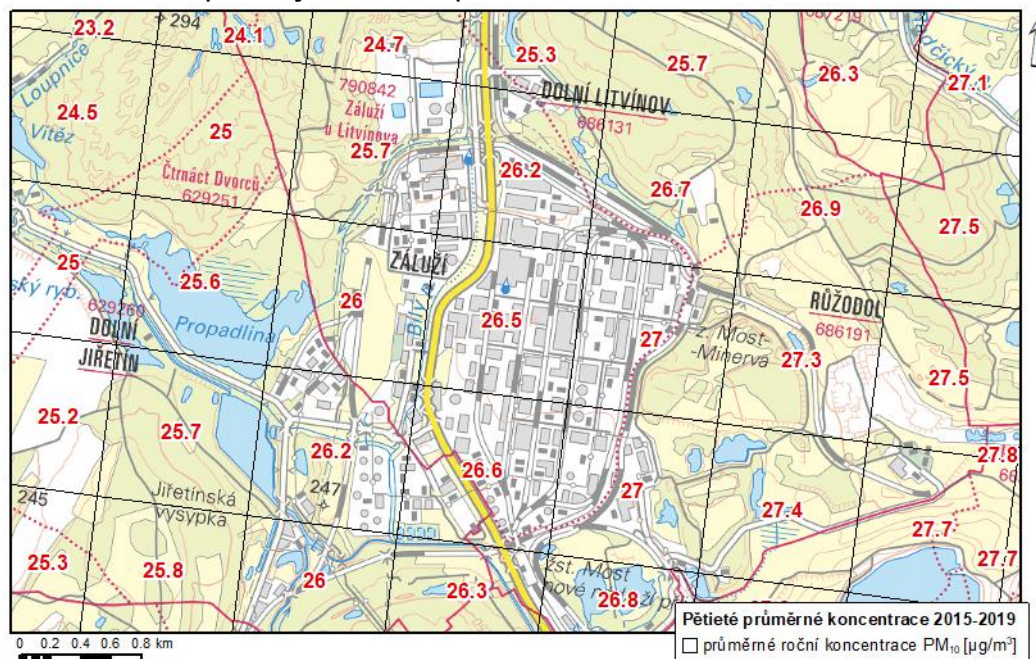 23.2
294
24.1
24.7
25.3
25.7
26.3
27.1
Loupnice
DOLNÍ LITVÍNOV
686131
790842
Záluží
u Litvínova
24.5
Vítěz
25
25.7
26.2
26.7
26.9
Čtrnáct Dvorců
629251
310
27.5
25
25.6
26
ZÁLUŽÍ
Bílý
RŮŽODOL
686191
629260
DOLNÍ
JIŘETÍN
Propadlina
26.5
27
z. Most-
-Minerva
27.3
27.5
25.2
25.7
26.2
26.6
27
27.8
247
245
Jiřetínská
výsypka
27.4
27.7
25.3
25.8
26
26.3
žst. Most
26.8
27.7
Pětieté průměrné koncentrace 2015-2019
průměrné roční koncentrace PM₁₀ [µg/m³]
0 0.2 0.4 0.6 0.8 km